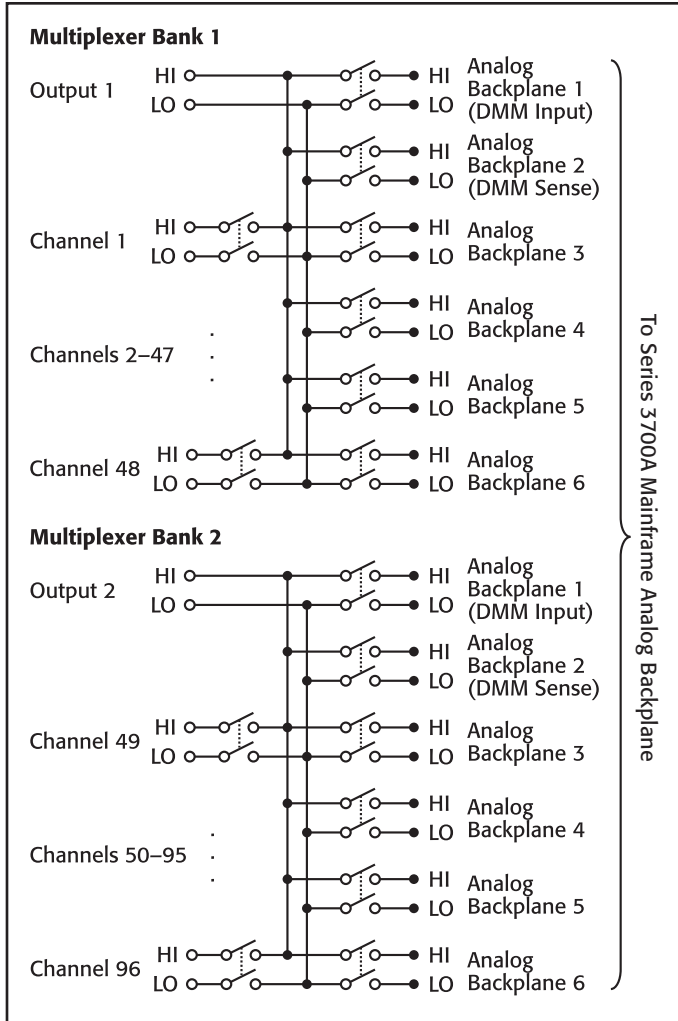 Multiplexer Bank 1
Output 1
HI
LO
HI Analog
Backplane 1
LO (DMM Input)
HI Analog
Backplane 2
LO (DMM Sense)
Channel 1
HI
LO
HI Analog
LO Backplane 3
HI Analog
LO Backplane 4
Channels 2–47
.
.
.
HI Analog
LO Backplane 5
Channel 48
HI
LO
HI Analog
LO Backplane 6
Multiplexer Bank 2
Output 2
HI
LO
HI Analog
Backplane 1
LO (DMM Input)
HI Analog
Backplane 2
LO (DMM Sense)
Channel 49
HI
LO
HI Analog
LO Backplane 3
HI Analog
LO Backplane 4
Channels 50–95
.
.
.
HI Analog
LO Backplane 5
Channel 96
HI
LO
HI Analog
LO Backplane 6
To Series 3700A Mainframe Analog Backplane